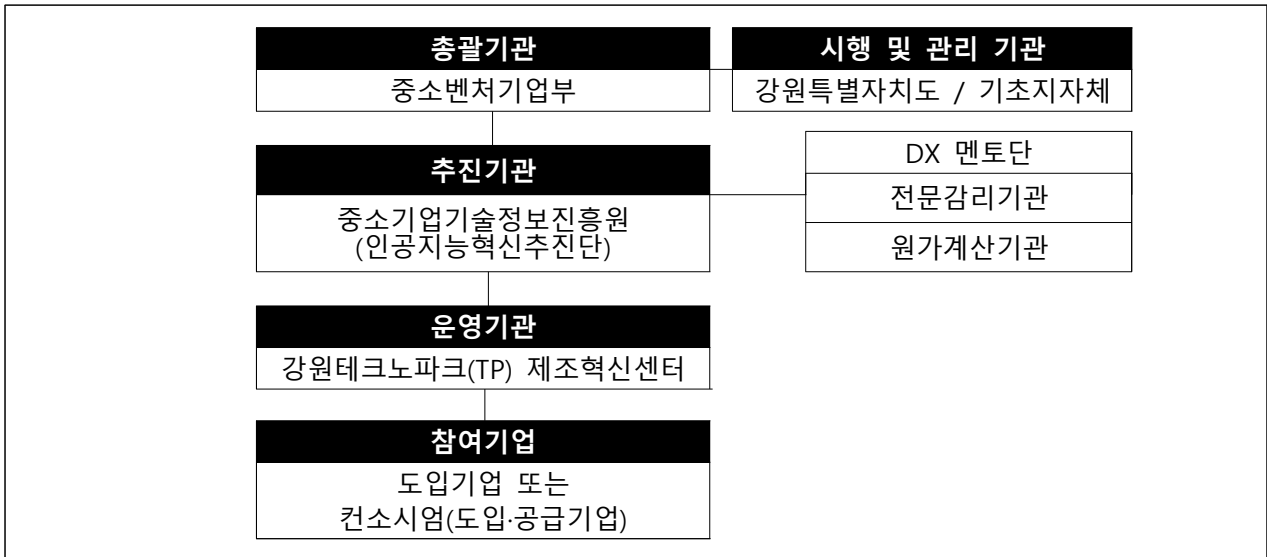 총괄기관
중소벤처기업부
시행 및 관리 기관
강원특별자치도 / 기초지자체
추진기관
중소기업기술정보진흥원
(인공지능혁신추진단)
DX 멘토단
전문감리기관
원가계산기관
운영기관
강원테크노파크(TP) 제조혁신센터
참여기업
도입기업 또는
컨소시엄(도입·공급기업)